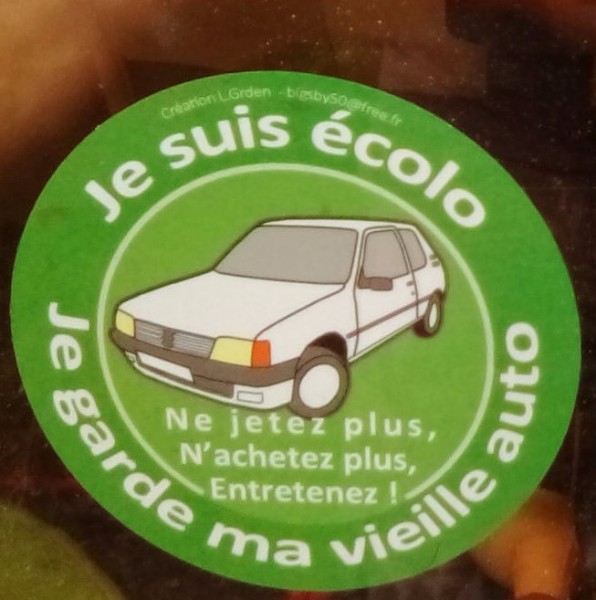 Création L.Grden - bigsby50@free.fr
Je suis écolo
Ne jetez plus,
N'achetez plus,
Entretenez !
Je garde ma vieille auto